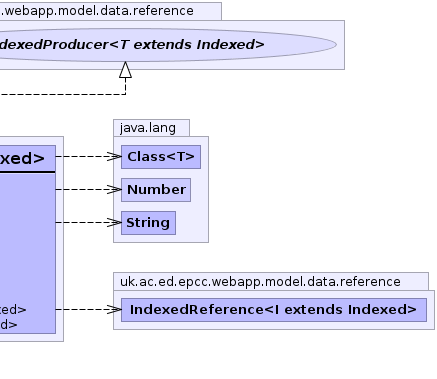 .webapp.model.data.reference
dexedProducer<T extends Indexed>
java.lang
xed>
Class<T>
Number
String
uk.ac.ed.epcc.webapp.model.data.reference
xed>
IndexedReference<I extends Indexed>
d>